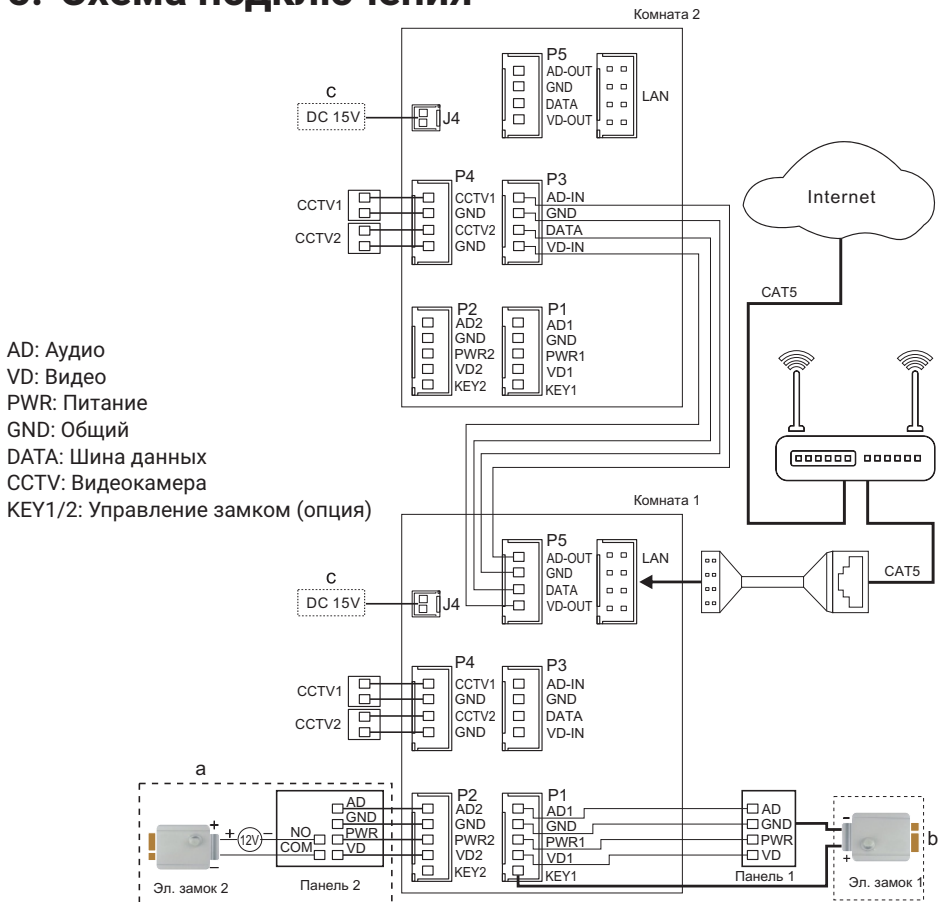 Комната 2
P5
AD-OUT
GND
DATA
VD-OUT
LAN
c
DC 15V
J4
P4
CCTV1
GND
CCTV2
GND
CCTV1
CCTV2
P3
AD-IN
GND
DATA
VD-IN
Internet
CAT5
P2
AD2
GND
PWR2
VD2
KEY2
P1
AD1
GND
PWR1
VD1
KEY1
AD: Аудио
VD: Видео
PWR: Питание
GND: Общий
DATA: Шина данных
CCTV: Видеокамера
KEY1/2: Управление замком (опция)
Комната 1
P5
AD-OUT
GND
DATA
VD-OUT
LAN
CAT5
c
DC 15V
J4
P4
CCTV1
GND
CCTV2
GND
CCTV1
CCTV2
P3
AD-IN
GND
DATA
VD-IN
a
P2
AD2
GND
PWR2
VD2
KEY2
P1
AD1
GND
PWR1
VD1
KEY1
AD
GND
PWR
VD
NO
COM
+
–
+ 12V –
Эл. замок 2
Панель 2
AD
GND
PWR
VD
Панель 1
–
+
b
Эл. замок 1